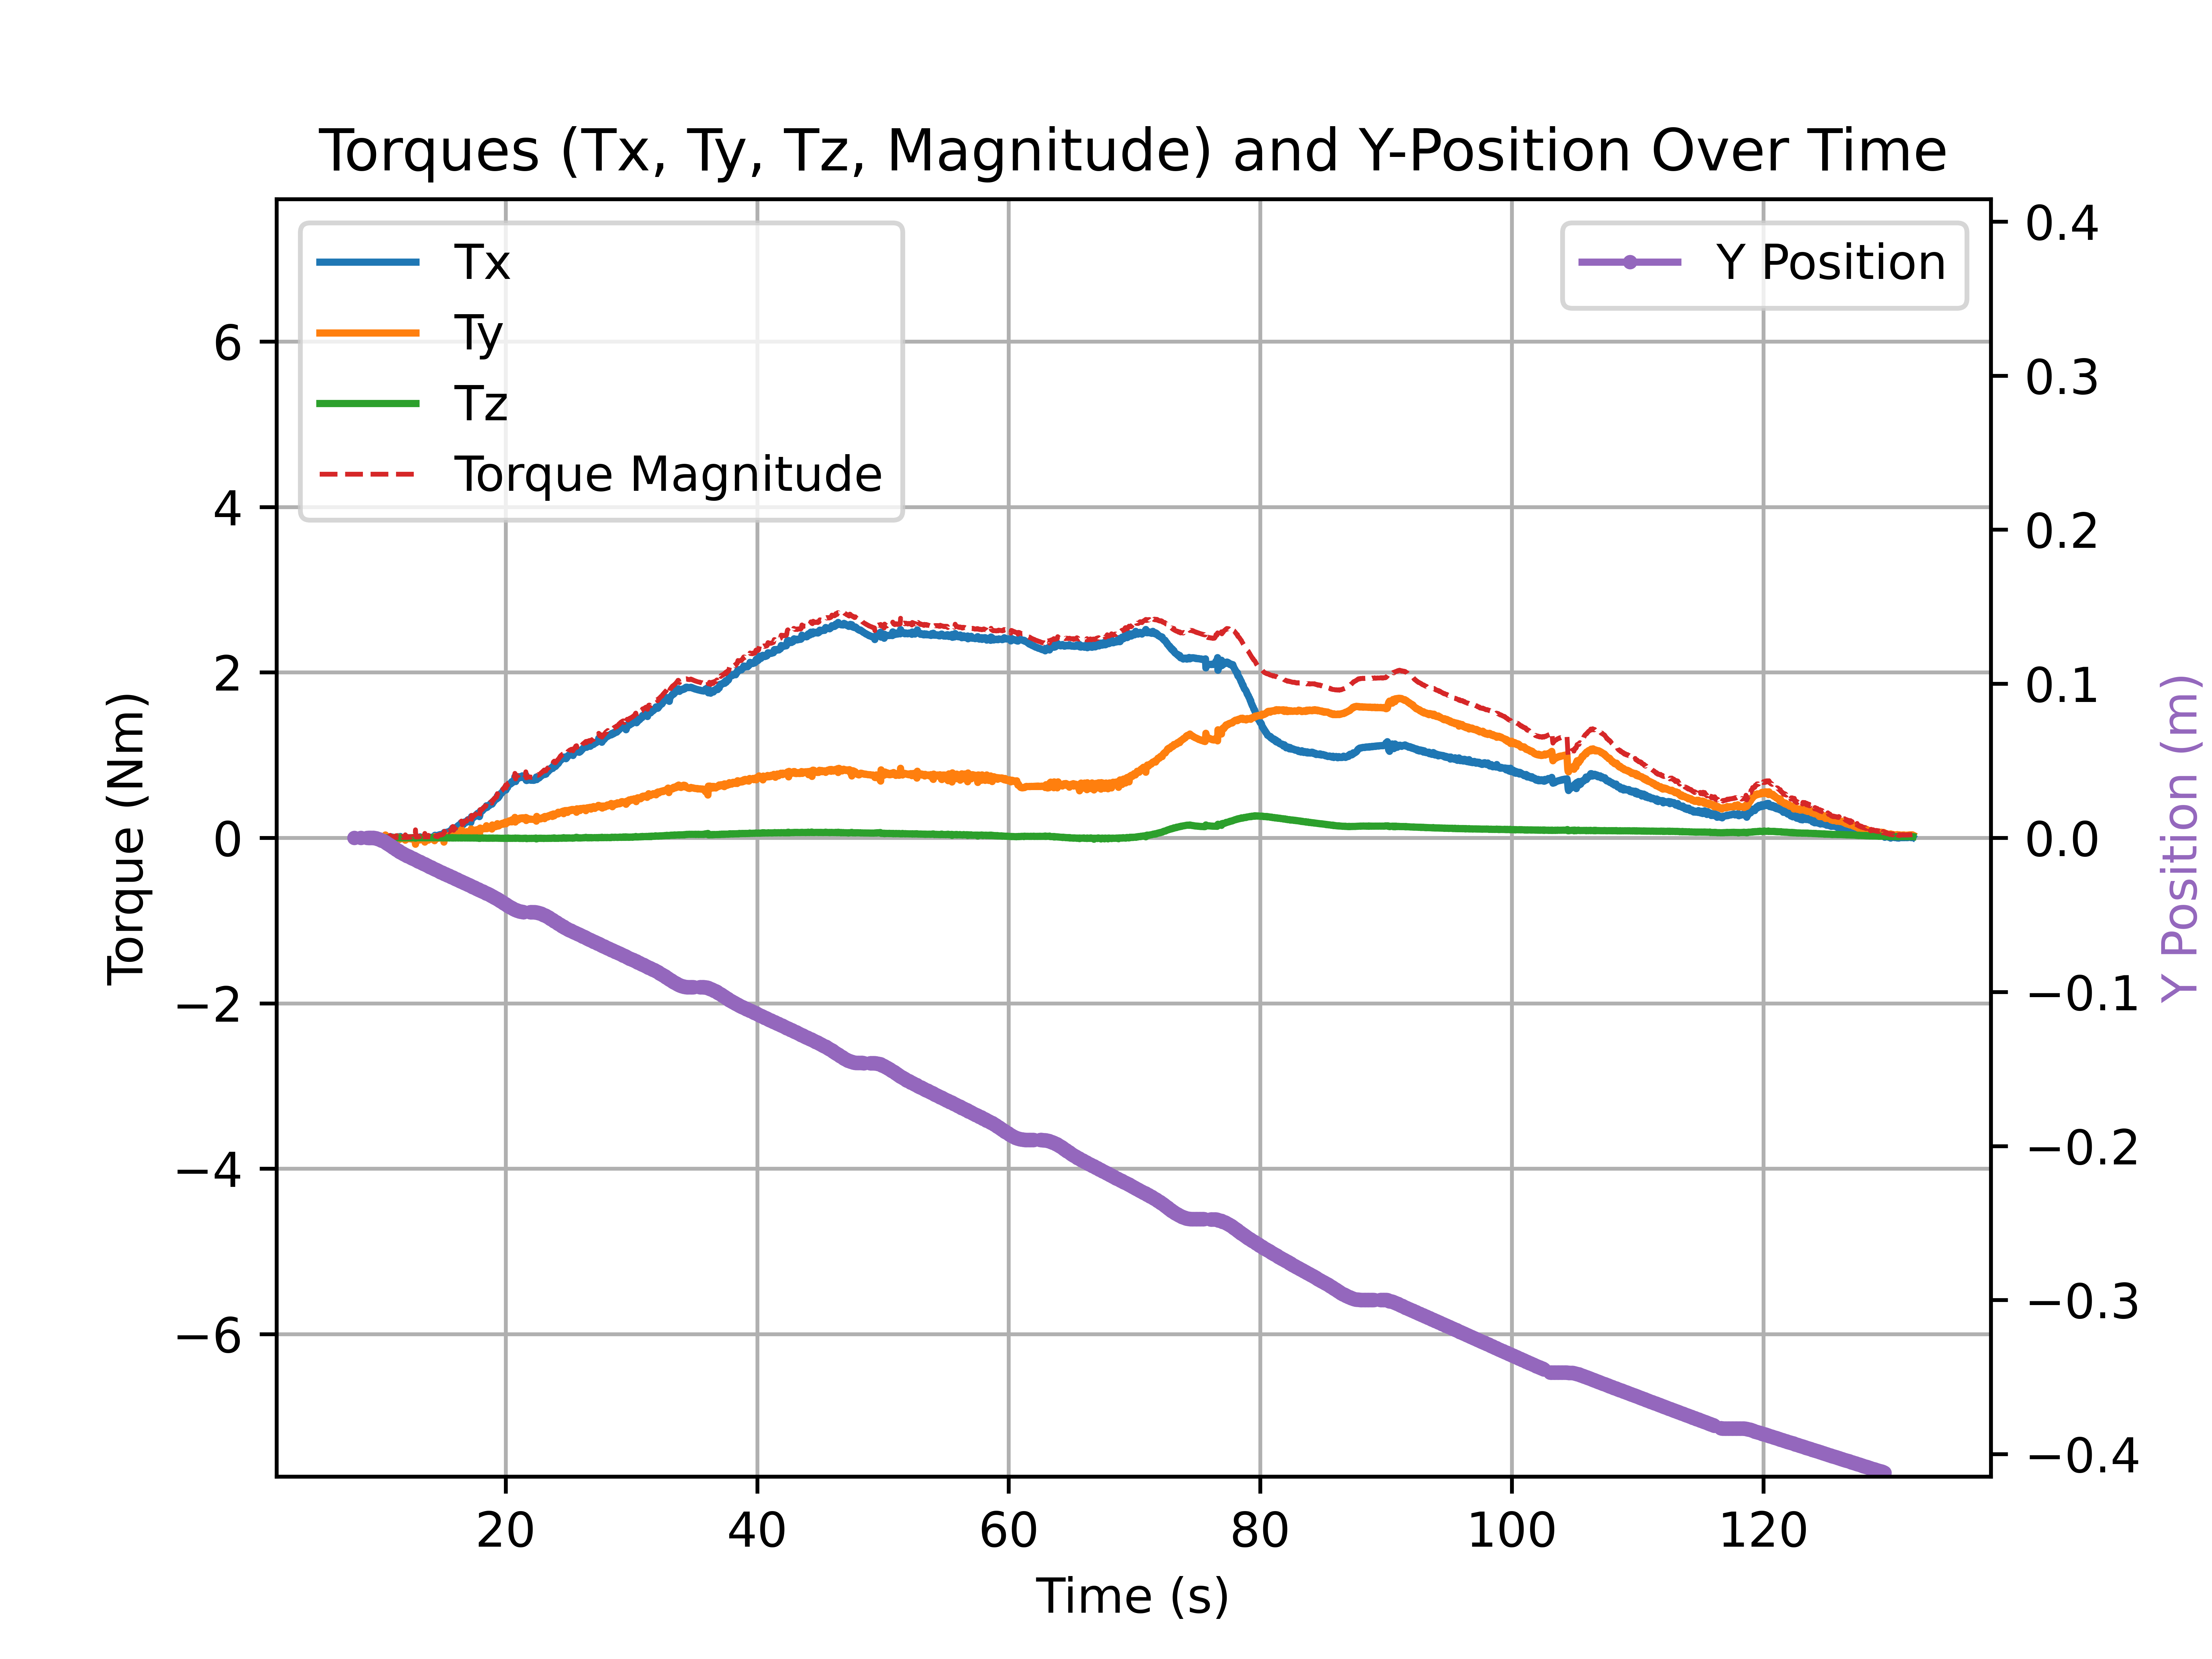 Torques (Tx, Ty, Tz, Magnitude) and Y-Position Over Time
Tx
Ty
Tz
Torque Magnitude
Y Position
Torque (Nm)
6
4
2
0
−2
−4
−6
0.4
0.3
0.2
0.1
0.0
−0.1
−0.2
−0.3
−0.4
Y Position (m)
20 40 60 80 100 120
Time (s)